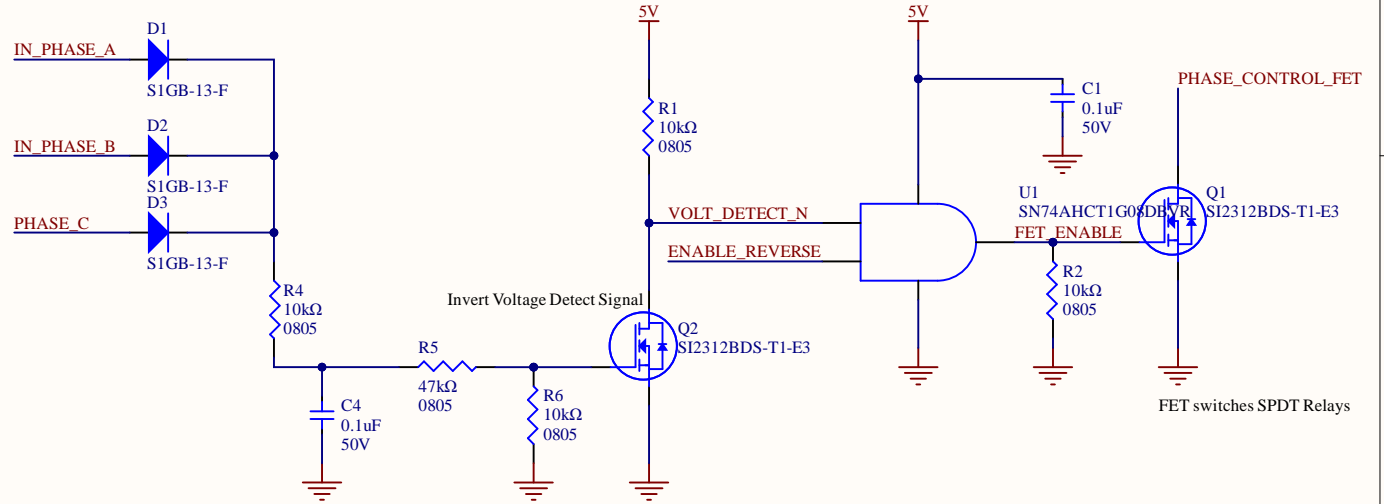 D1
IN_PHASE_A
S1GB-13-F
D2
IN_PHASE_B
S1GB-13-F
D3
PHASE_C
S1GB-13-F
R4
10kΩ
0805
C4
0.1uF
50V
R5
47kΩ
0805
R6
10kΩ
0805
5V
R1
10kΩ
0805
VOLT_DETECT_N
ENABLE_REVERSE
Invert Voltage Detect Signal
Q2
SI2312BDS-T1-E3
5V
C1
0.1uF
50V
U1
SN74AHCT1G08DBVR
FET_ENABLE
R2
10kΩ
0805
PHASE_CONTROL_FET
Q1
SI2312BDS-T1-E3
FET switches SPDT Relays